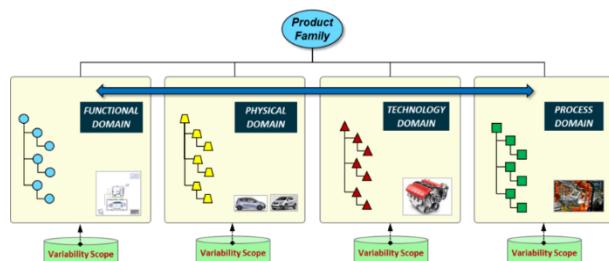 Product
Family
FUNCTIONAL
DOMAIN
PHYSICAL
DOMAIN
TECHNOLOGY
DOMAIN
PROCESS
DOMAIN
Variability Scope
Variability Scope
Variability Scope
Variability Scope